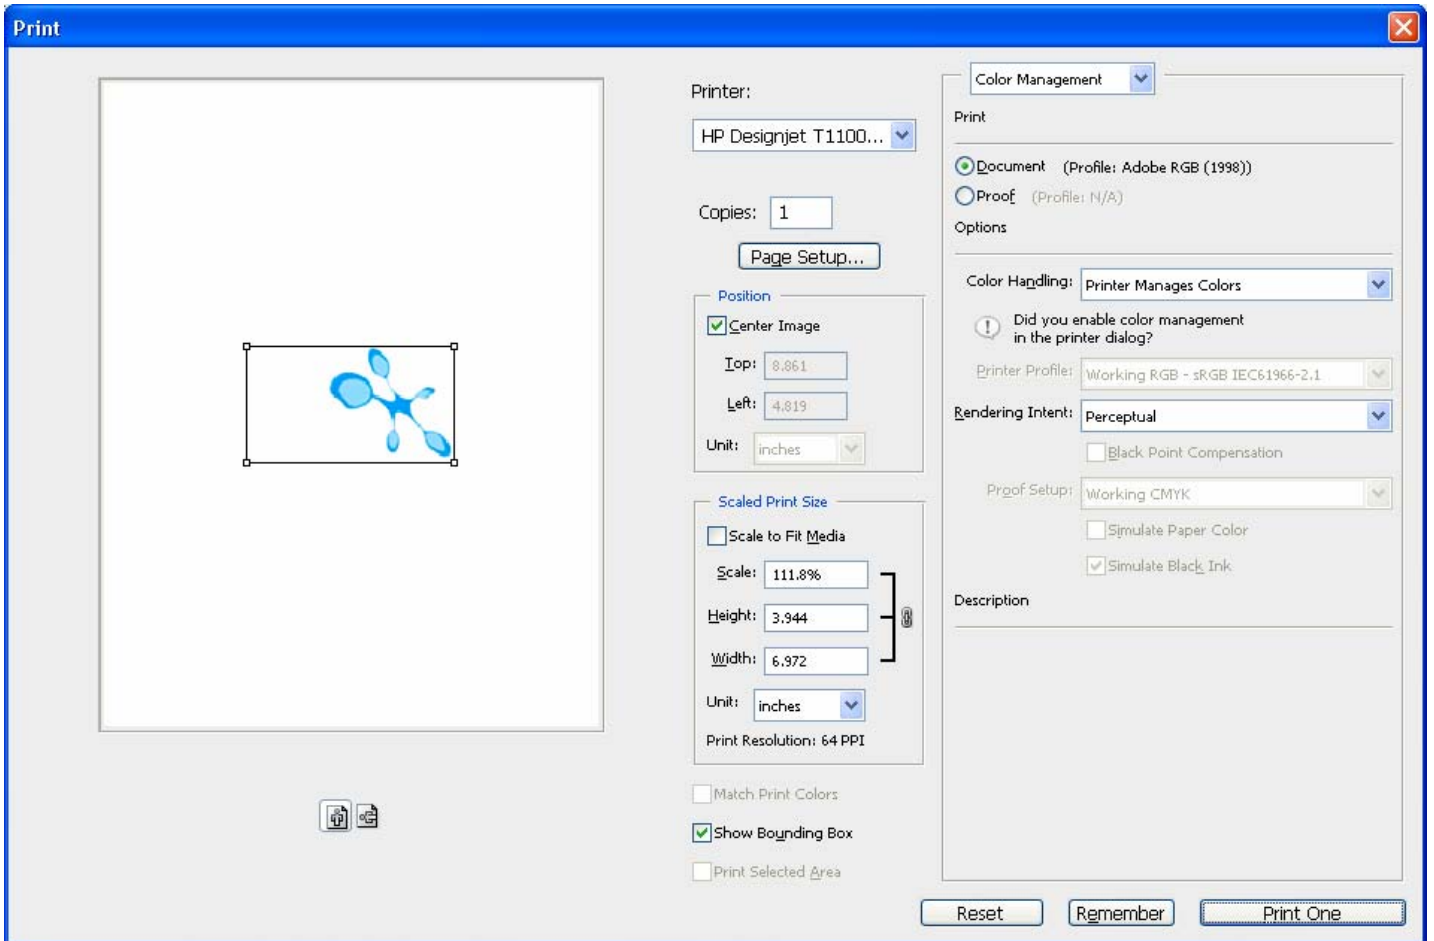 Print
Printer:
HP Designjet T1100...
Copies: 1
Page Setup...
Position
Center Image
Top: 8.861
Left: 4.819
Unit: inches
Scaled Print Size
Scale to Fit Media
Scale: 111.8%
Height: 3.944
Width: 6.972
Unit: inches
Print Resolution: 64 PPI
Match Print Colors
Show Bounding Box
Print Selected Area
Color Management
Print
Document (Profile: Adobe RGB (1998))
Proof (Profile: N/A)
Options
Color Handling: Printer Manages Colors
Did you enable color management
in the printer dialog?
Printer Profile: Working RGB - sRGB IEC61966-2.1
Rendering Intent: Perceptual
Black Point Compensation
Proof Setup: Working CMYK
Simulate Paper Color
Simulate Black Ink
Description
Reset
Remember
Print One